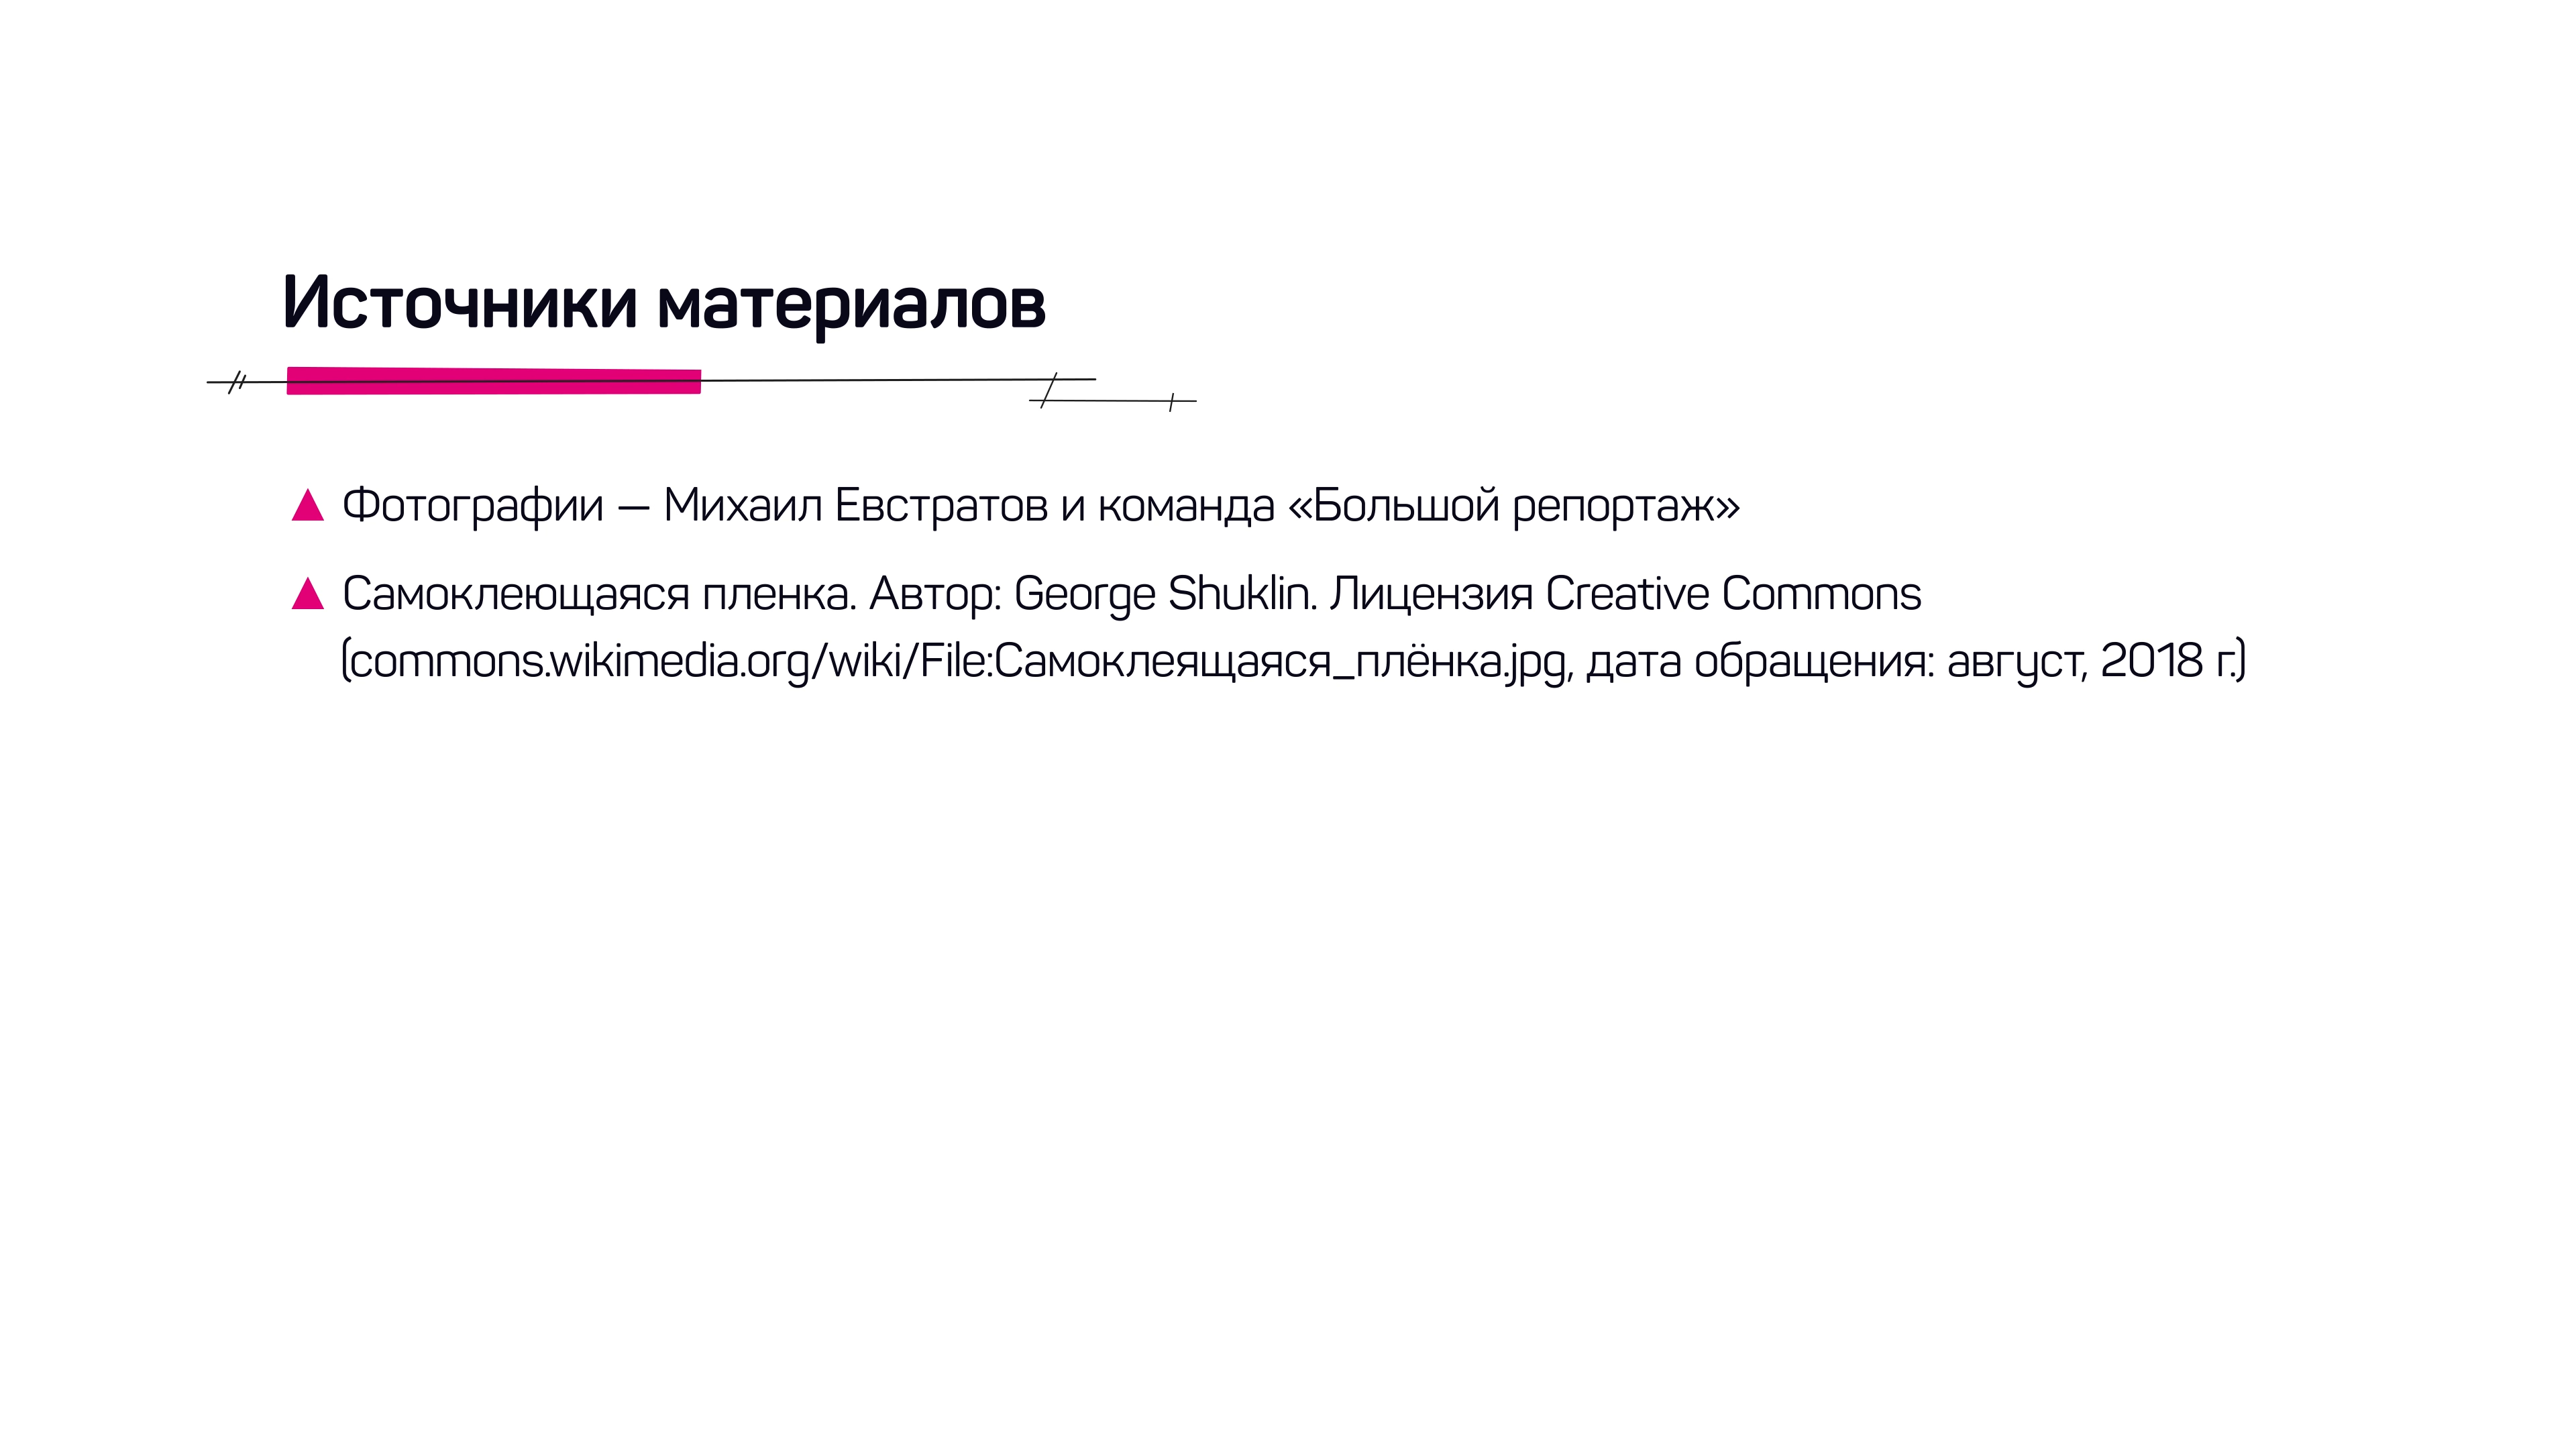 Источники материалов
▲ Фотографии — Михаил Евстратов и команда «Большой репортаж»
▲ Самоклеющаяся пленка. Автор: George Shuklin. Лицензия Creative Commons
(commons.wikimedia.org/wiki/File:Самоклеящаяся_плёнка.jpg, дата обращения: август, 2018 г.)